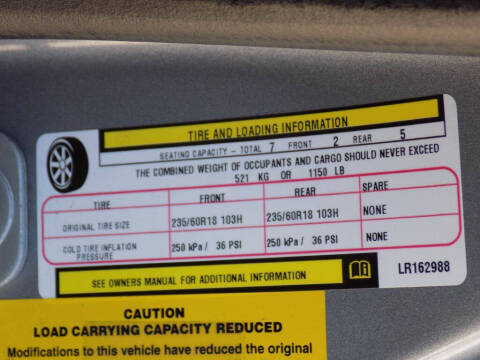 TIRE AND LOADING INFORMATION
SEATING CAPACITY - TOTAL 7 FRONT 2 REAR 5
THE COMBINED WEIGHT OF OCCUPANTS AND CARGO SHOULD NEVER EXCEED
521 KG OR 1150 LB
TIRE FRONT REAR SPARE
ORIGINAL TIRE SIZE 235/60R18 103H 235/60R18 103H NONE
COLD TIRE INFLATION PRESSURE 250 kPa / 36 PSI 250 kPa / 36 PSI NONE
SEE OWNERS MANUAL FOR ADDITIONAL INFORMATION LR162988
CAUTION
LOAD CARRYING CAPACITY REDUCED
Modifications to this vehicle have reduced the original